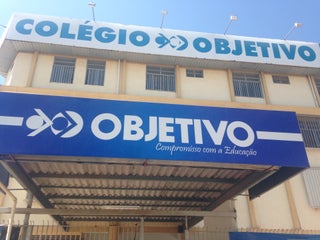 COLÉGIO OBJETIVO
OBJETIVO
Compromisso com a Educação